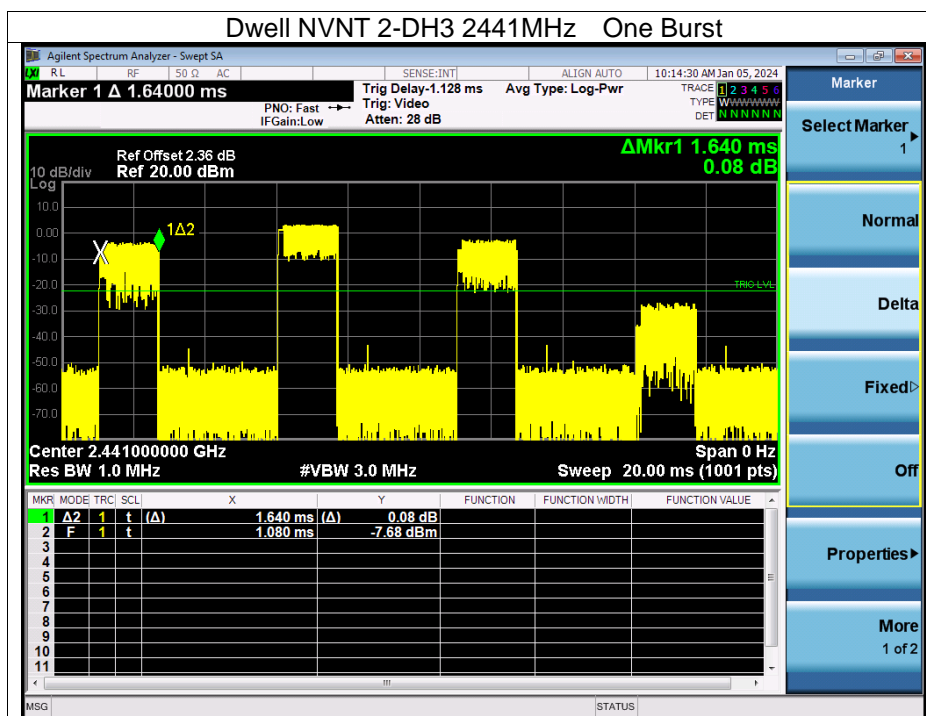 Dwell NVNT 2-DH3 2441MHz One Burst
Agilent Spectrum Analyzer - Swept SA
LXI RL RF 50 Ω AC SENSE:INT ALIGN AUTO 10:14:30 AM Jan 05, 2024
Marker 1 Δ 1.64000 ms
Trig Delay-1.128 ms Avg Type: Log-Pwr TRACE 1 2 3 4 5 6
PNO: Fast Trig: Video TYPE WWWWWW
IFGain:Low Atten: 28 dB DET N N N N N N
Marker
Select Marker
1
Normal
Delta
Fixed
Off
Properties
More
1 of 2
ΔMkr1 1.640 ms
0.08 dB
Ref Offset 2.36 dB
10 dB/div Ref 20.00 dBm
Log
10.0
0.00
-10.0
-20.0
-30.0
-40.0
-50.0
-60.0
-70.0
X
1Δ2
TRIG LVL
Center 2.441000000 GHz Span 0 Hz
Res BW 1.0 MHz #VBW 3.0 MHz Sweep 20.00 ms (1001 pts)
MKR MODE TRC SCL X Y FUNCTION FUNCTION WIDTH FUNCTION VALUE
1 Δ2 1 t (Δ) 1.640 ms (Δ) 0.08 dB
2 F 1 t 1.080 ms -7.68 dBm
3
4
5
6
7
8
9
10
11
MSG STATUS